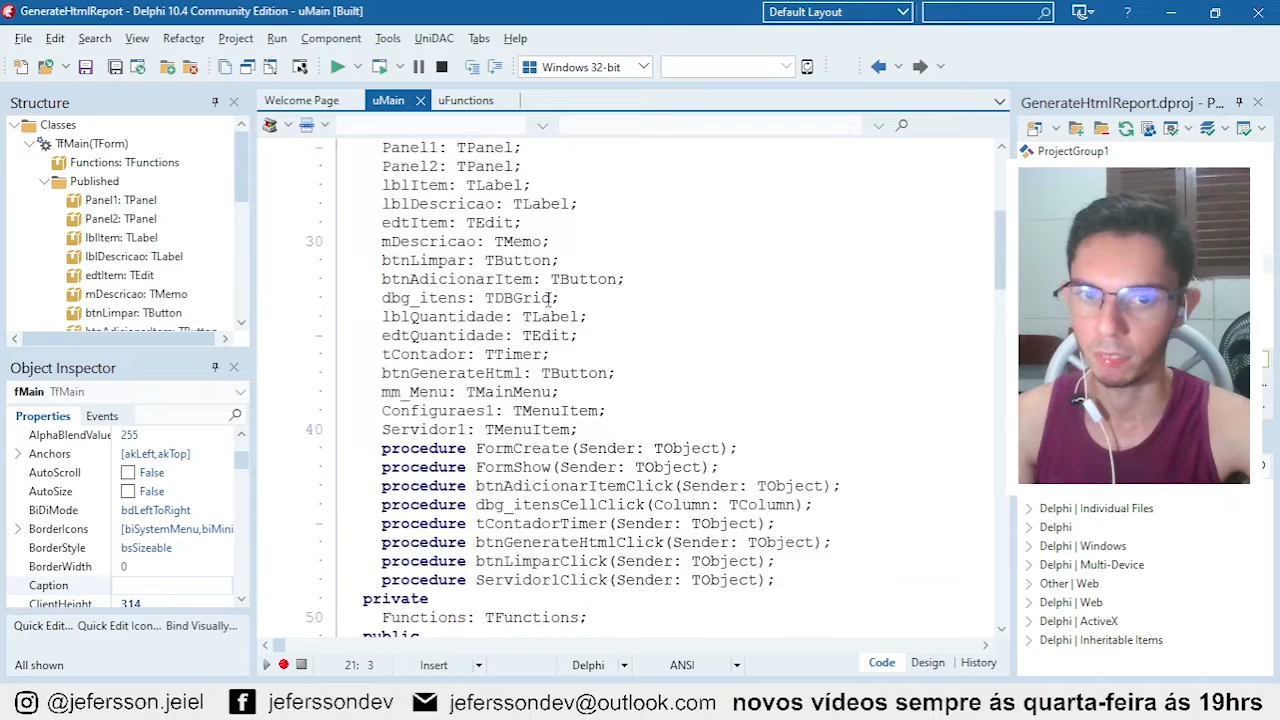 GenerateHtmlReport - Delphi 10.4 Community Edition - uMain [Built]
Default Layout
File Edit Search View Refactor Project Run Component Tools UniDAC Tabs Help
Windows 32-bit
Structure
Classes
TfMain(TForm)
Functions: TFunctions
Published
Panel1: TPanel
Panel2: TPanel
lblItem: TLabel
lblDescricao: TLabel
edtItem: TEdit
mDescricao: TMemo
btnLimpar: TButton
btnAdicionarItem: TButton
Object Inspector
fMain TfMain
Properties Events
AlphaBlendValue 255
Anchors [akLeft,akTop]
AutoScroll False
AutoSize False
BiDiMode bdLeftToRight
BorderIcons [biSystemMenu,biMini
BorderStyle bsSizeable
BorderWidth 0
Caption
ClientHeight 314
Quick Edit... Quick Edit Icon... Bind Visually...
All shown
Welcome Page uMain uFunctions
Panel1: TPanel;
Panel2: TPanel;
lblItem: TLabel;
lblDescricao: TLabel;
edtItem: TEdit;
30 mDescricao: TMemo;
btnLimpar: TButton;
btnAdicionarItem: TButton;
dbg_itens: TDBGrid;
lblQuantidade: TLabel;
edtQuantidade: TEdit;
tContador: TTimer;
btnGenerateHtml: TButton;
mm_Menu: TMainMenu;
Configuraes1: TMenuItem;
40 Servidor1: TMenuItem;
procedure FormCreate(Sender: TObject);
procedure FormShow(Sender: TObject);
procedure btnAdicionarItemClick(Sender: TObject);
procedure dbg_itensCellClick(Column: TColumn);
procedure tContadorTimer(Sender: TObject);
procedure btnGenerateHtmlClick(Sender: TObject);
procedure btnLimparClick(Sender: TObject);
procedure Servidor1Click(Sender: TObject);
private
50 Functions: TFunctions;
public
21: 3 Insert Delphi ANSI Code Design History
GenerateHtmlReport.dproj - P...
ProjectGroup1
Delphi | Individual Files
Delphi
Delphi | Windows
Delphi | Multi-Device
Other | Web
Delphi | Web
Delphi | ActiveX
Delphi | Inheritable Items
@jefersson.jeiel jeferssondev jeferssondev@outlook.com novos vídeos sempre ás quarta-feira ás 19hrs